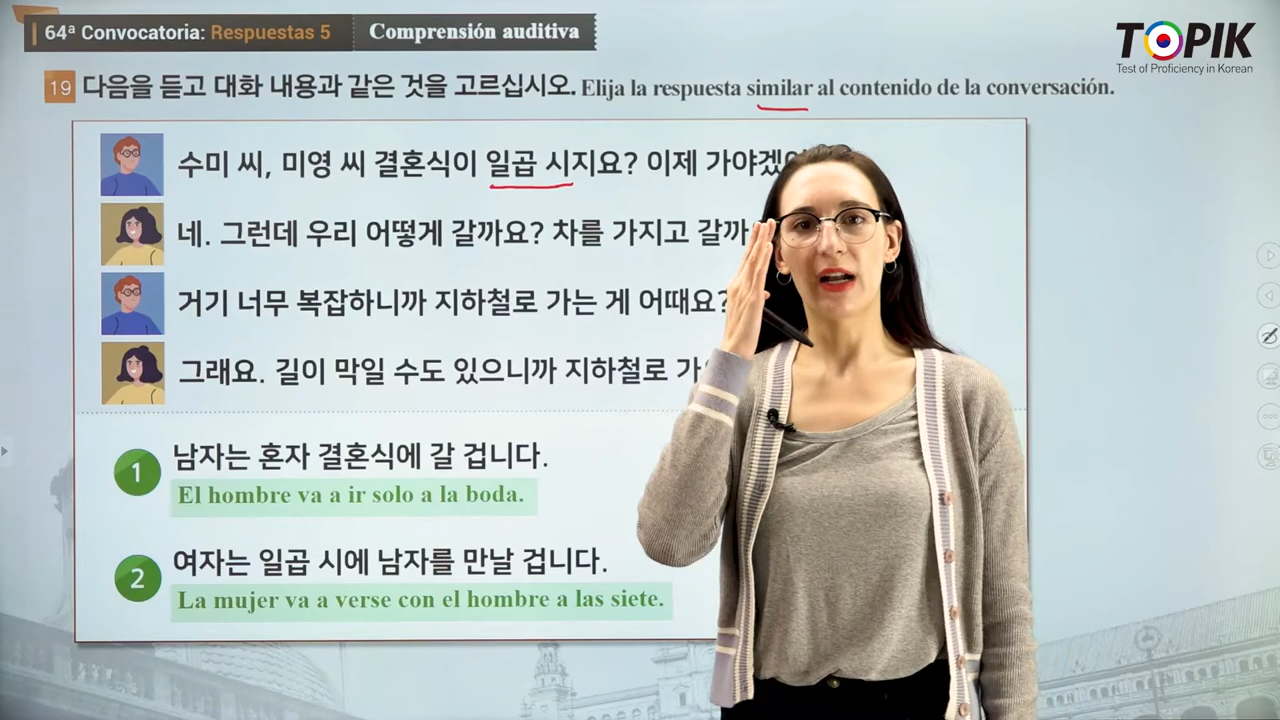 64ª Convocatoria: Respuestas 5 Comprensión auditiva
TOPIK
Test of Proficiency in Korean
19 다음을 듣고 대화 내용과 같은 것을 고르십시오. Elija la respuesta similar al contenido de la conversación.
수미 씨, 미영 씨 결혼식이 일곱 시지요? 이제
네. 그런데 우리 어떻게 갈까요? 차를 가지고
거기 너무 복잡하니까 지하철로 가는 게 어때요?
그래요. 길이 막일 수도 있으니까 지하철로
1 남자는 혼자 결혼식에 갈 겁니다.
El hombre va a ir solo a la boda.
2 여자는 일곱 시에 남자를 만날 겁니다.
La mujer va a verse con el hombre a las siete.